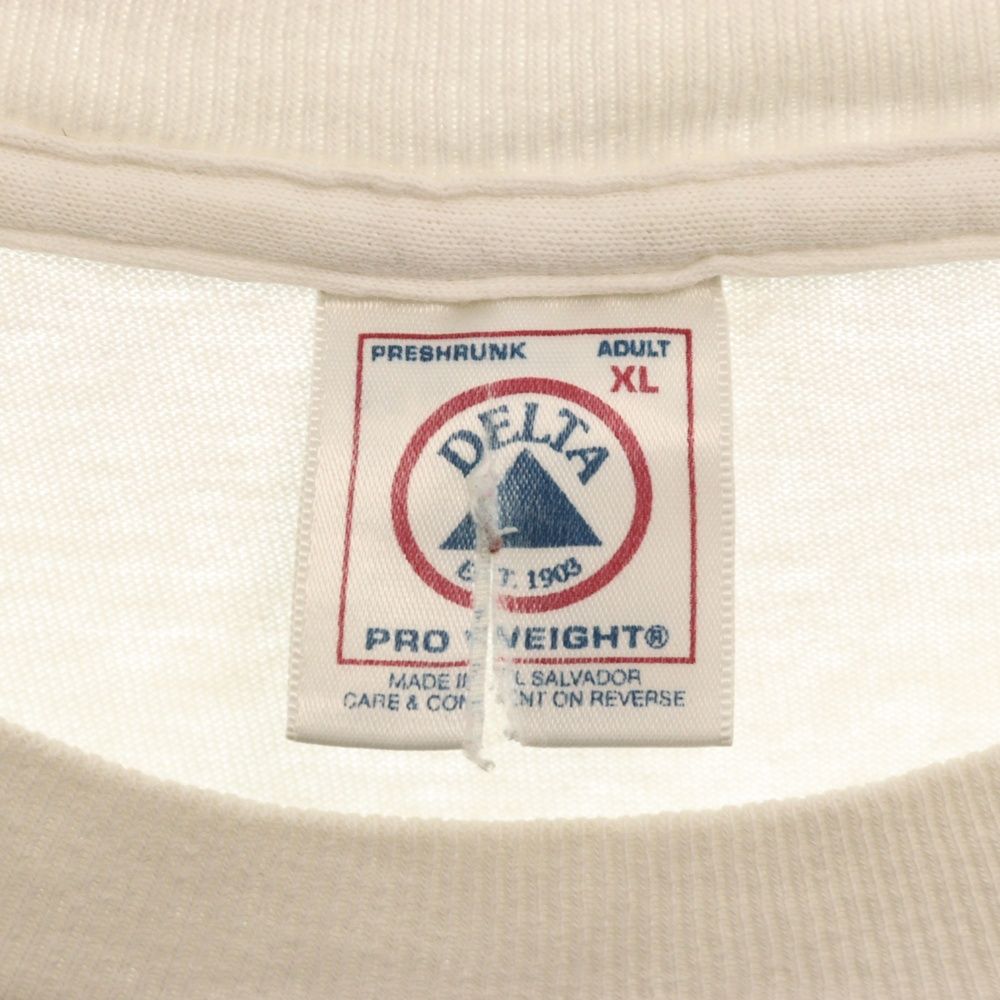 PRESHRUNK ADULT
XL
DELTA
EST. 1903
PRO WEIGHT®
MADE IN EL SALVADOR
CARE & CONTENT ON REVERSE